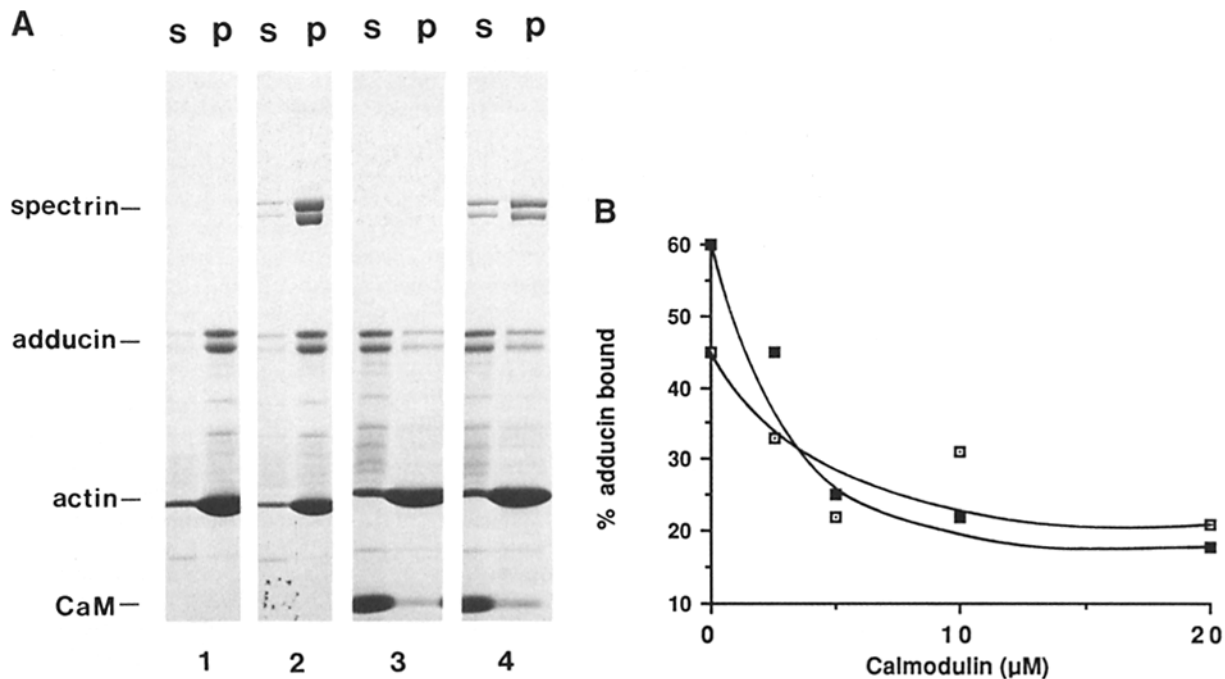 A
s p s p s p s p
spectrin
adducin
actin
CaM
1 2 3 4
B
60
50
40
30
20
10
% adducin bound
0 10 20
Calmodulin (µM)